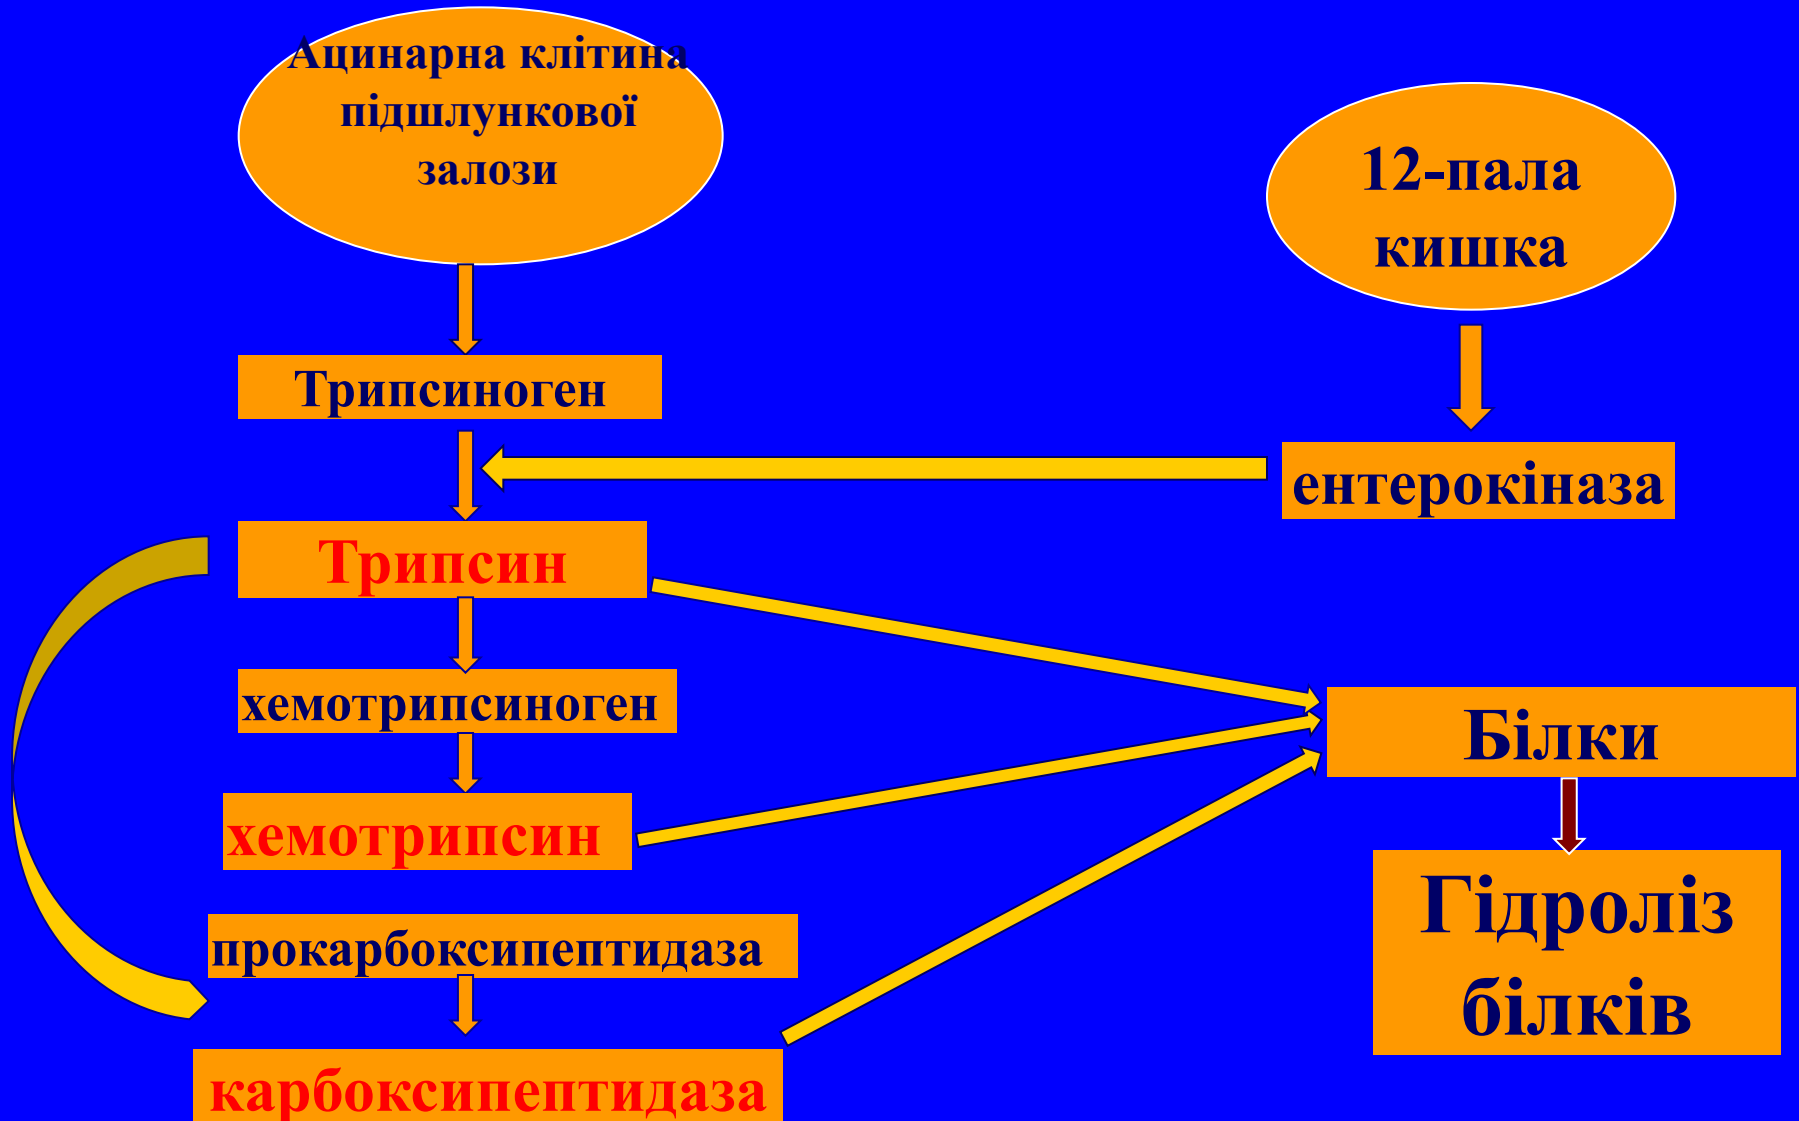 Ацинарна клітина
підшлункової
залози
12-пала
кишка
Трипсиноген
ентерокіназа
Трипсин
хемотрипсиноген
Білки
хемотрипсин
Гідроліз
білків
прокарбоксипептидаза
карбоксипептидаза